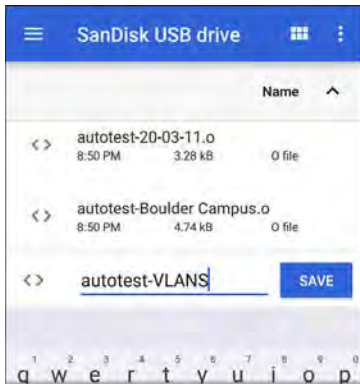 SanDisk USB drive
Name
autotest-20-03-11.o
8:50 PM 3.28 kB O file
autotest-Boulder Campus.o
8:50 PM 4.74 kB O file
autotest-VLANS SAVE
1 2 3 4 5 6 7 8 9 0
q w e r t y u i o p